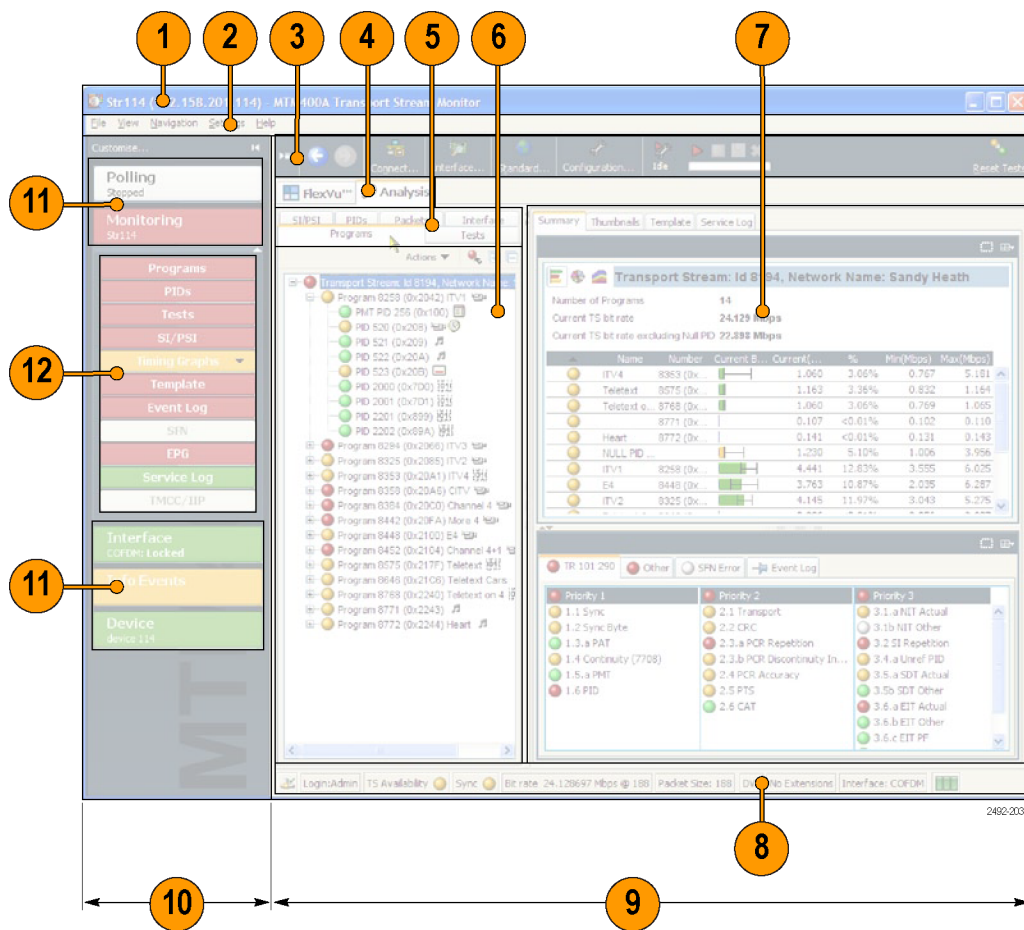 1 2 3 4 5 6 7
Str114 ( 2.158.201 114) - MTM400A Transport Stream Monitor
File View Navigation Settings Help
Customise...
Connect... Interface... Standard... Configuration... Idle Reset Tests
Polling
Stopped
11
Monitoring
Str114
FlexVu™ Analysis
SI/PSI PIDs Packets Interface
Programs Tests
Actions
Programs
PIDs
Tests
SI/PSI
Timing Graphs
12
Template
Event Log
SFN
EPG
Service Log
TMCC/IIP
Interface
COFDM: Locked
11
Events
Device
device 114
MT
Transport Stream: Id 8194, Network Name: S
Program 8258 (0x2042) ITV1
PMT PID 256 (0x100)
PID 520 (0x208)
PID 521 (0x209)
PID 522 (0x20A)
PID 523 (0x20B)
PID 2000 (0x7D0)
PID 2001 (0x7D1)
PID 2201 (0x899)
PID 2202 (0x89A)
Program 8294 (0x2066) ITV3
Program 8325 (0x2085) ITV2
Program 8353 (0x20A1) ITV4
Program 8358 (0x20A6) CITV
Program 8384 (0x20C0) Channel 4
Program 8442 (0x20FA) More 4
Program 8448 (0x2100) E4
Program 8452 (0x2104) Channel 4+1
Program 8575 (0x217F) Teletext
Program 8646 (0x21C6) Teletext Cars
Program 8768 (0x2240) Teletext on 4
Program 8771 (0x2243)
Program 8772 (0x2244) Heart
Summary Thumbnails Template Service Log
Transport Stream: Id 8194, Network Name: Sandy Heath
Number of Programs 14
Current TS bit rate 24.129 Mbps
Current TS bit rate excluding Null PID 22.898 Mbps
Name Number Current B... Current(... % Min(Mbps) Max(Mbps)
ITV4 8353 (0x... 1.060 3.06% 0.767 5.181
Teletext 8575 (0x... 1.163 3.36% 0.832 1.164
Teletext o... 8768 (0x... 1.060 3.06% 0.769 1.065
8771 (0x... 0.107 <0.01% 0.102 0.110
Heart 8772 (0x... 0.141 <0.01% 0.131 0.143
NULL PID ... 1.230 5.10% 1.006 3.956
ITV1 8258 (0x... 4.441 12.83% 3.555 6.025
E4 8448 (0x... 3.763 10.87% 2.035 6.287
ITV2 8325 (0x... 4.145 11.97% 3.043 5.275
TR 101 290 Other SFN Error Event Log
Priority 1 Priority 2 Priority 3
1.1 Sync 2.1 Transport 3.1.a NIT Actual
1.2 Sync Byte 2.2 CRC 3.1b NIT Other
1.3.a PAT 2.3.a PCR Repetition 3.2 SI Repetition
1.4 Continuity (7708) 2.3.b PCR Discontinuity In... 3.4.a Unref PID
1.5.a PMT 2.4 PCR Accuracy 3.5.a SDT Actual
1.6 PID 2.5 PTS 3.5b SDT Other
2.6 CAT 3.6.a EIT Actual
3.6.b EIT Other
3.6.c EIT PF
Login:Admin TS Availability Sync Bit rate 24.128697 Mbps @ 188 Packet Size: 188 No Extensions Interface: COFDM
2492-203
8
10 9